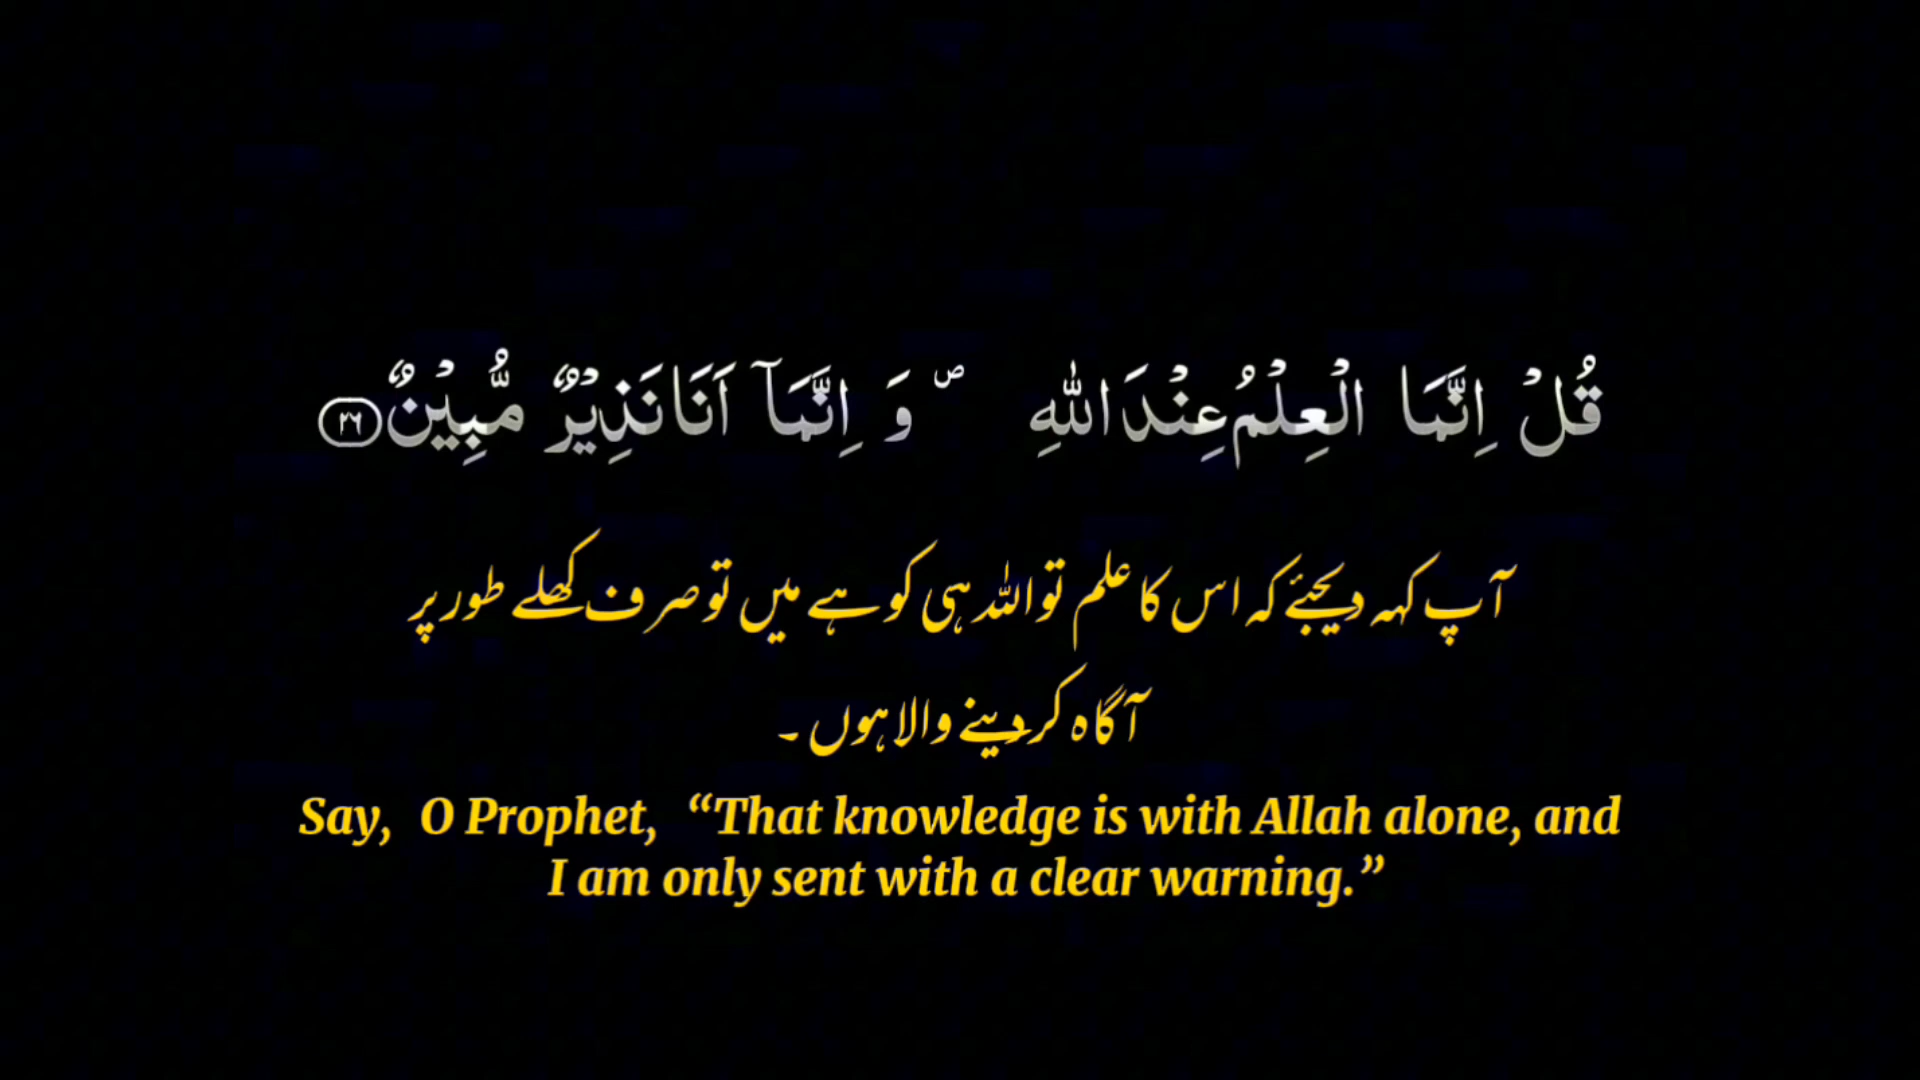 قُلْ اِنَّمَا الْعِلْمُ عِنْدَ اللّٰهِ ۪ وَ اِنَّمَاۤ اَنَا نَذِیْرٌ مُّبِیْنٌ ﴿۲۶﴾
آپ کہہ دیجئے کہ اس کا علم تو اللہ ہی کو ہے میں تو صرف کھلے طور پر
آگاہ کر دینے والا ہوں ۔
Say, O Prophet, “That knowledge is with Allah alone, and
I am only sent with a clear warning.”